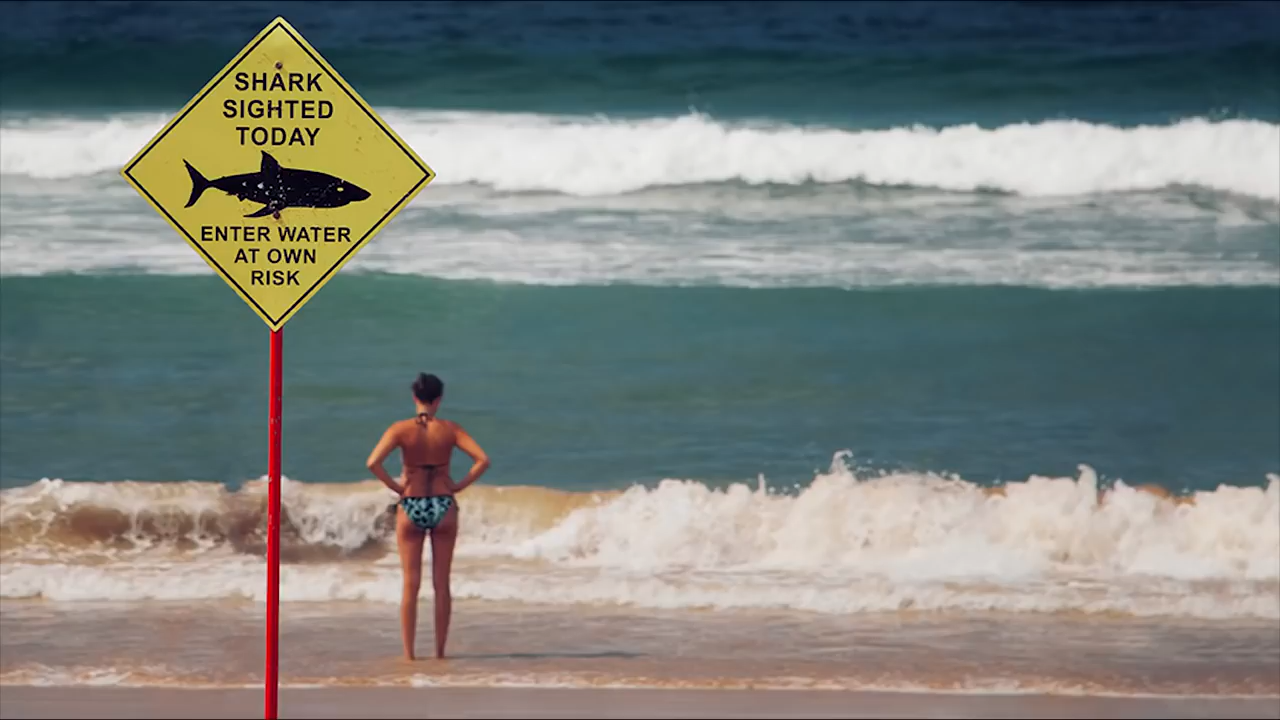 SHARK
SIGHTED
TODAY
ENTER WATER
AT OWN
RISK